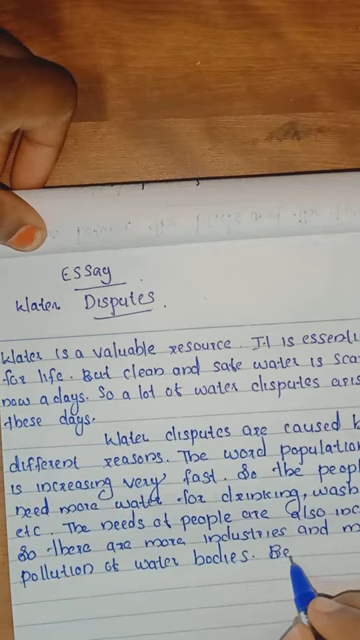 Essay
Water Disputes.
Water is a valuable resource. It is essenti
for life. But clean and safe water is sca
now a days. So a lot of water disputes aris
these days.
Water disputes are caused b
different reasons. The word population
is increasing very fast. So the peopl
need more water for drinking, wash
etc. The needs of people are also inc
So there are more industries and m
pollution of water bodies. Be